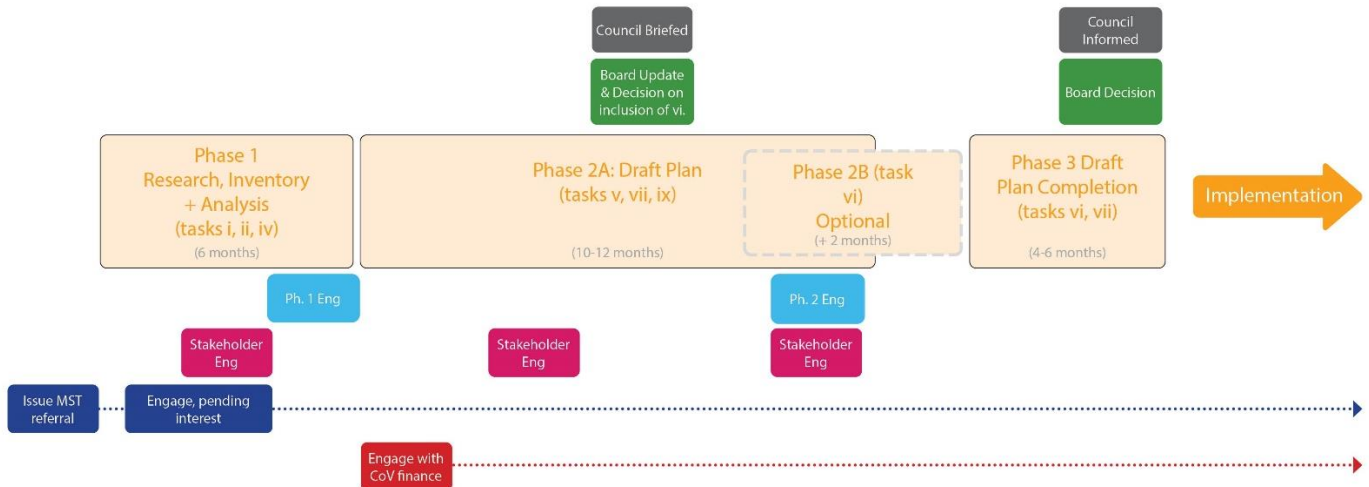 Council Briefed
Council
Informed
Board Update
& Decision on
inclusion of vi.
Board Decision
Phase 1
Research, Inventory
+ Analysis
(tasks i, ii, iv)
(6 months)
Phase 2A: Draft Plan
(tasks v, vii, ix)
(10-12 months)
Phase 2B (task
vi)
Optional
(+ 2 months)
Phase 3 Draft
Plan Completion
(tasks vi, vii)
(4-6 months)
Implementation
Ph. 1 Eng
Ph. 2 Eng
Stakeholder
Eng
Stakeholder
Eng
Stakeholder
Eng
Issue MST
referral
Engage, pending
interest
Engage with
CoV finance